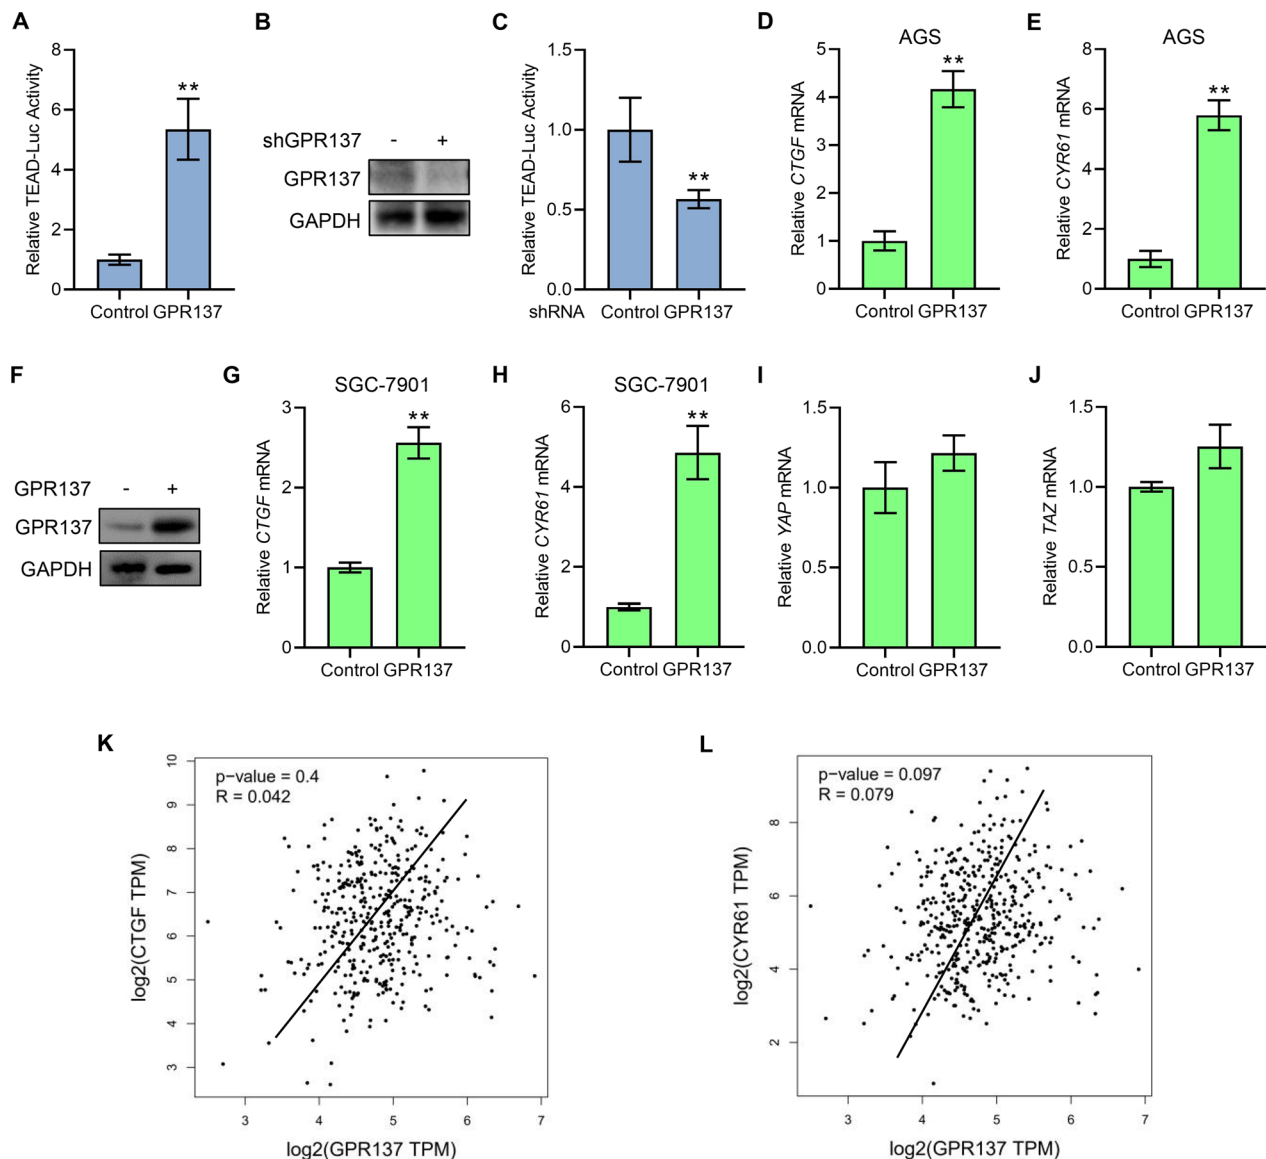 A
Relative TEAD-Luc Activity
8
6
4
2
0
**
Control GPR137
B
shGPR137 - +
GPR137
GAPDH
C
Relative TEAD-Luc Activity
1.5
1.0
0.5
0.0
**
shRNA Control GPR137
D
AGS
Relative CTGF mRNA
5
4
3
2
1
0
**
Control GPR137
E
AGS
Relative CYR61 mRNA
8
6
4
2
0
**
Control GPR137
F
GPR137 - +
GPR137
GAPDH
G
SGC-7901
Relative CTGF mRNA
3
2
1
0
**
Control GPR137
H
SGC-7901
Relative CYR61 mRNA
6
4
2
0
**
Control GPR137
I
Relative YAP mRNA
1.5
1.0
0.5
0.0
Control GPR137
J
Relative TAZ mRNA
1.5
1.0
0.5
0.0
Control GPR137
K
p-value = 0.4
R = 0.042
log2(CTGF TPM)
10
9
8
7
6
5
4
3
3 4 5 6 7
log2(GPR137 TPM)
L
p-value = 0.097
R = 0.079
log2(CYR61 TPM)
8
6
4
2
3 4 5 6 7
log2(GPR137 TPM)